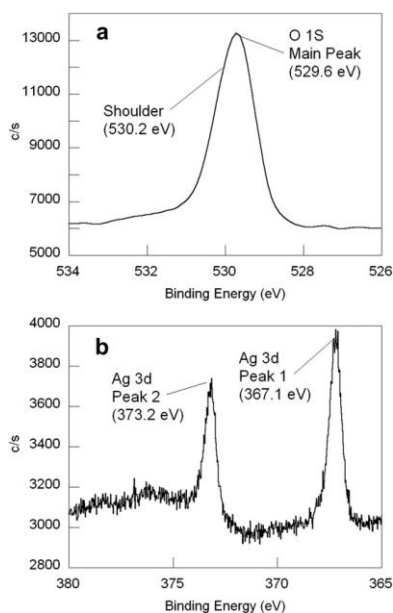 a
O 1S
Main Peak
(529.6 eV)
Shoulder
(530.2 eV)
c/s
13000
11000
9000
7000
5000
534
532
530
528
526
Binding Energy (eV)
b
Ag 3d
Peak 2
(373.2 eV)
Ag 3d
Peak 1
(367.1 eV)
c/s
4000
3800
3600
3400
3200
3000
2800
380
375
370
365
Binding Energy (eV)